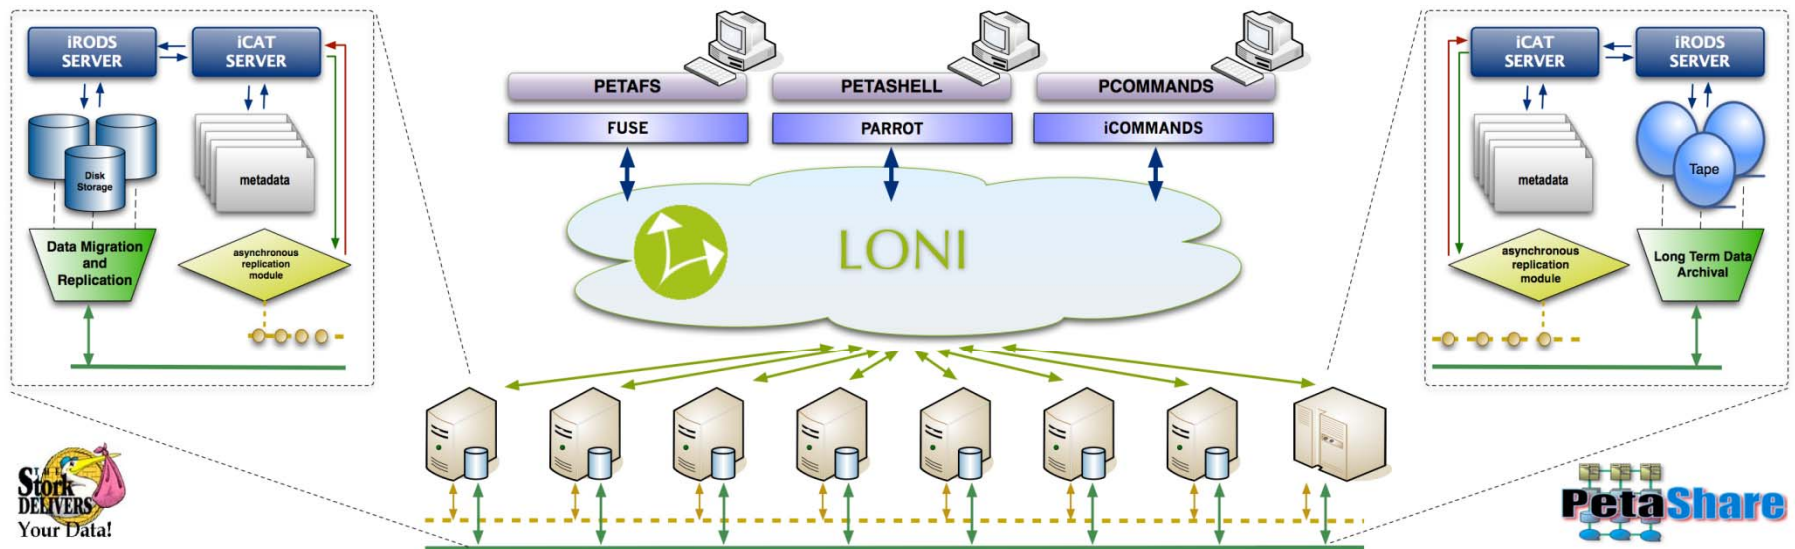 iRODS
SERVER
iCAT
SERVER
Disk
Storage
metadata
Data Migration
and
Replication
asynchronous
replication
module
PETAFS
PETASHELL
PCOMMANDS
FUSE
PARROT
iCOMMANDS
LONI
iCAT
SERVER
iRODS
SERVER
metadata
Tape
asynchronous
replication
module
Long Term Data
Archival
THE
Stork
DELIVERS
Your Data!
PetaShare